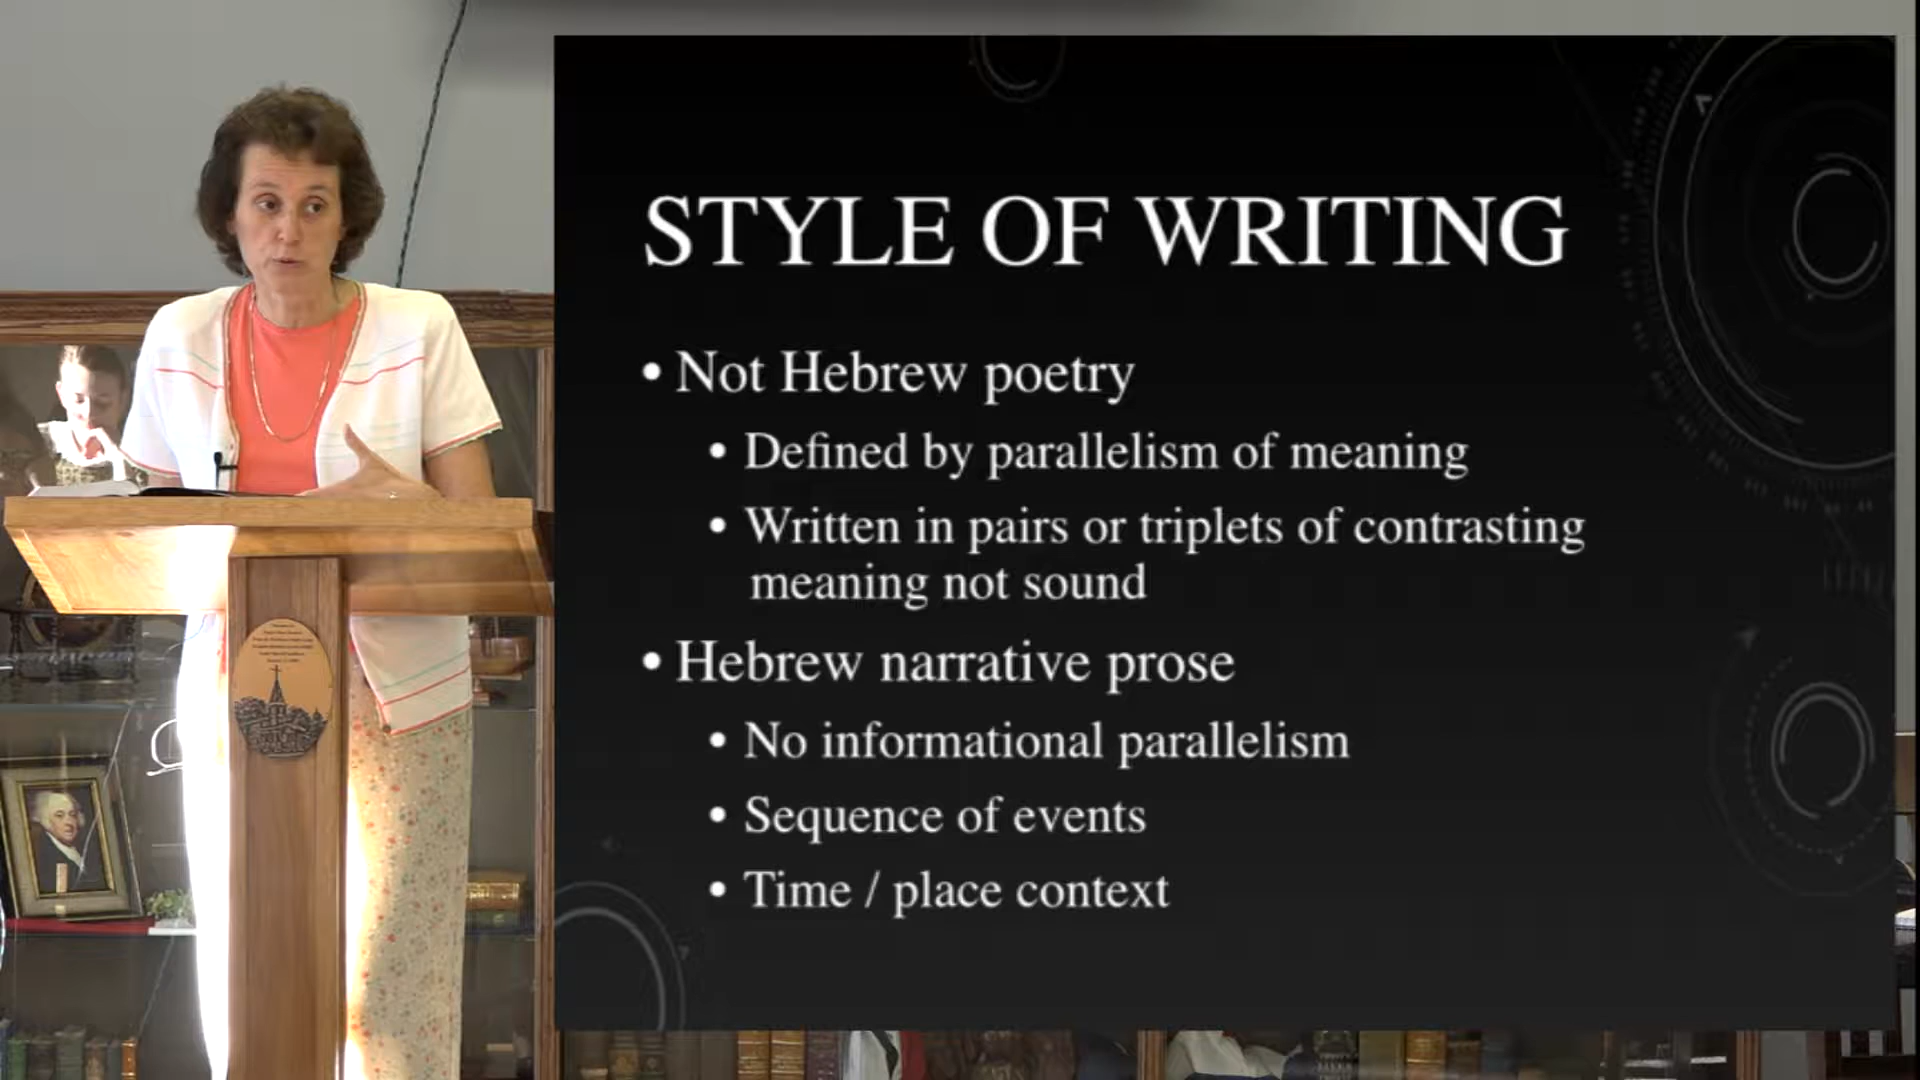 STYLE OF WRITING
• Not Hebrew poetry
• Defined by parallelism of meaning
• Written in pairs or triplets of contrasting
meaning not sound
• Hebrew narrative prose
• No informational parallelism
• Sequence of events
• Time / place context